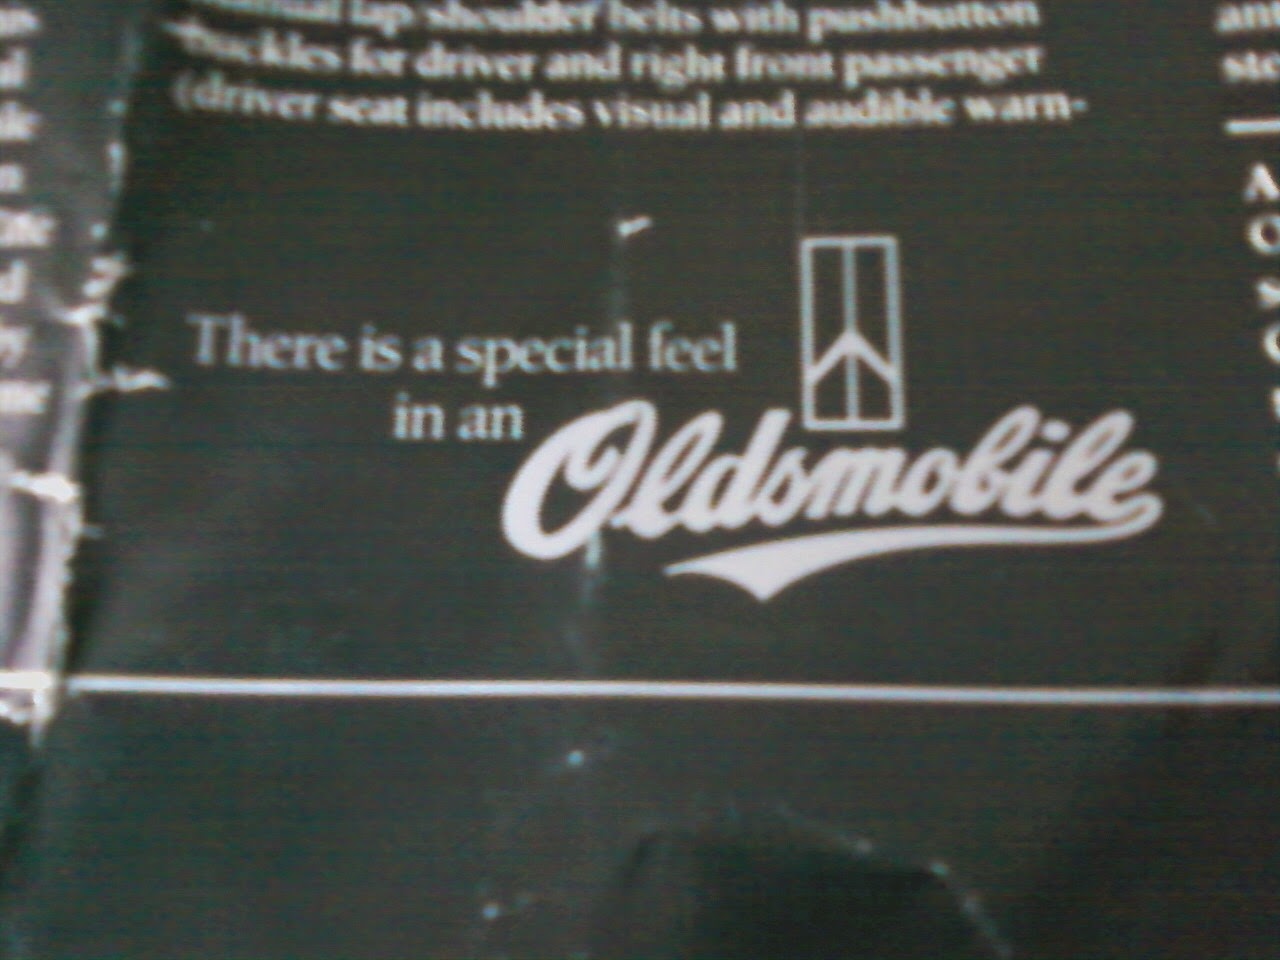 manual lap/shoulder belts with pushbutton
buckles for driver and right front passenger
(driver seat includes visual and audible warn-
There is a special feel
in an Oldsmobile